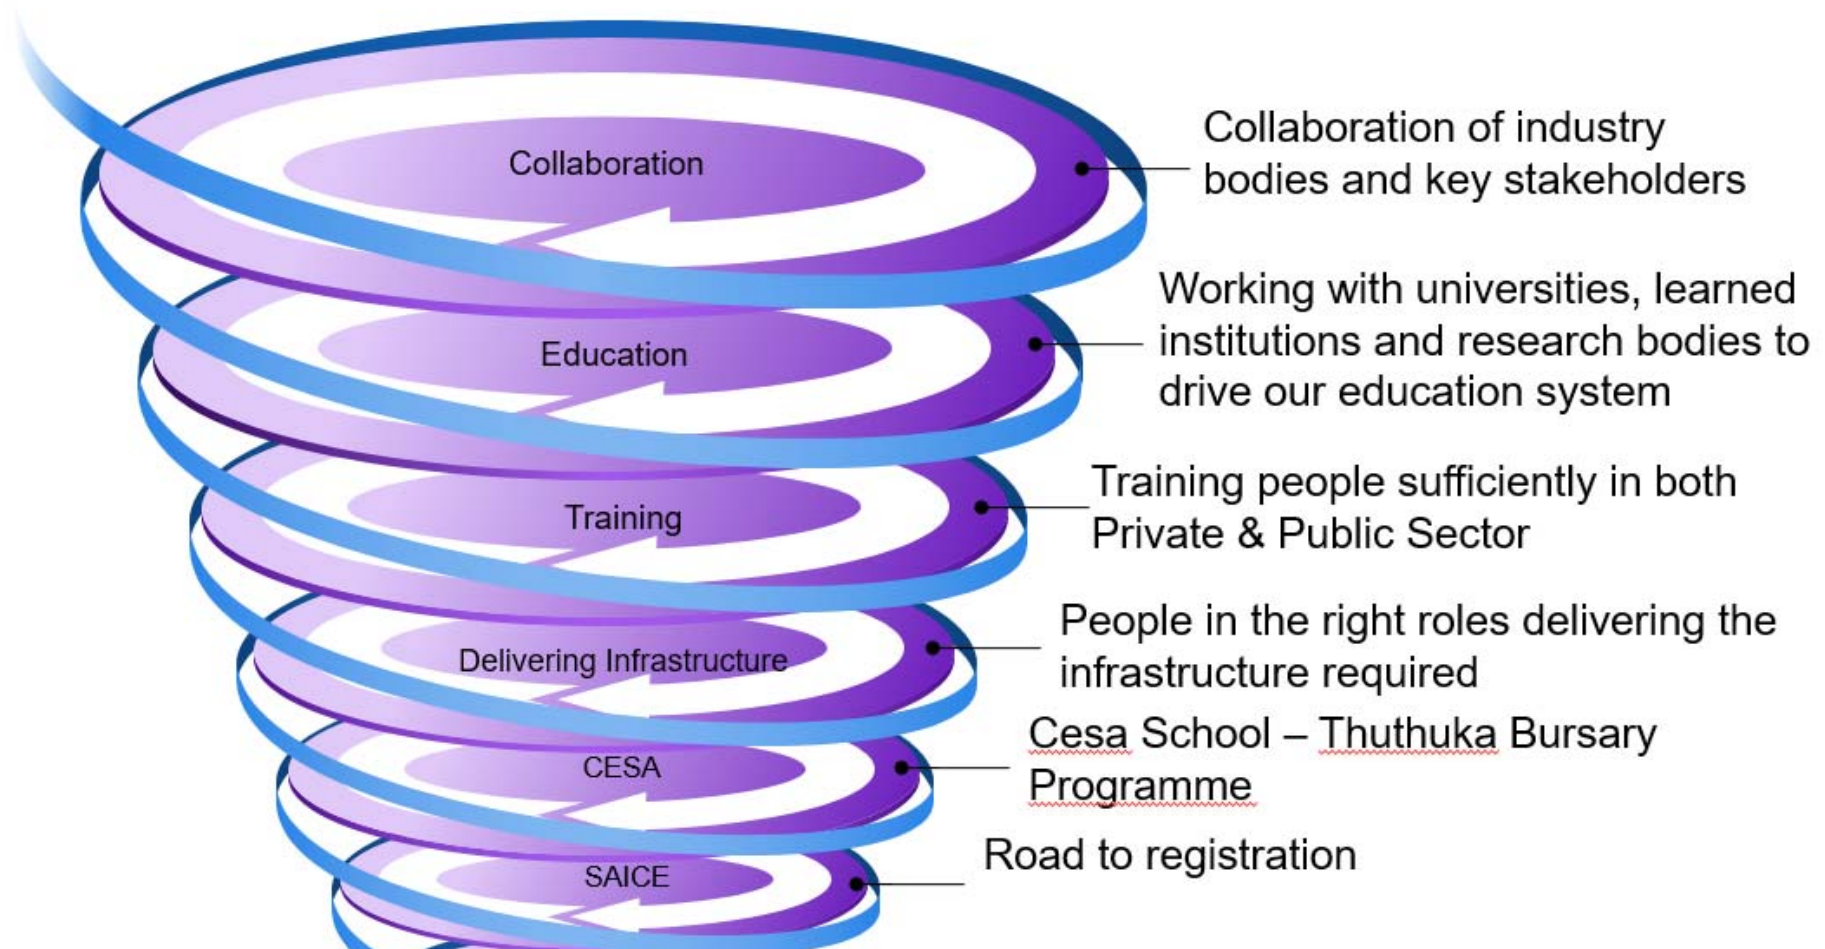 Collaboration
Collaboration of industry
bodies and key stakeholders
Education
Working with universities, learned
institutions and research bodies to
drive our education system
Training
Training people sufficiently in both
Private & Public Sector
Delivering Infrastructure
People in the right roles delivering the
infrastructure required
CESA
Cesa School – Thuthuka Bursary
Programme
SAICE
Road to registration